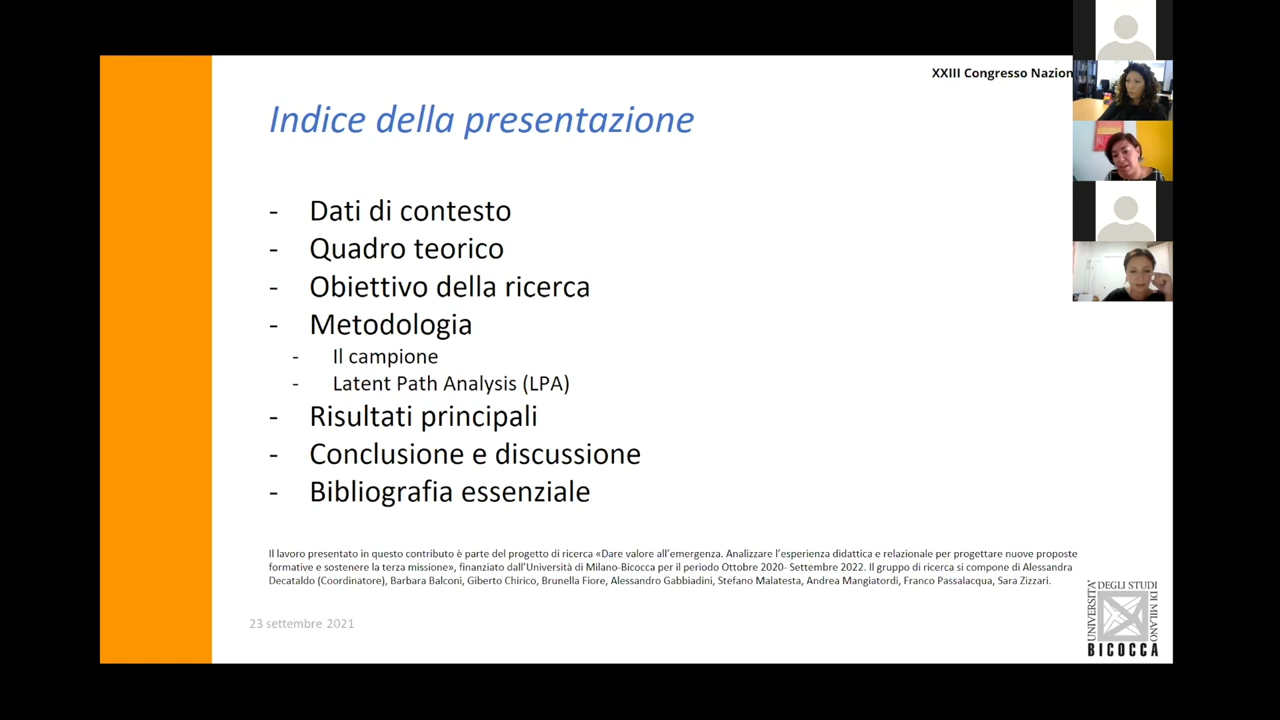 XXIII Congresso Nazion
Indice della presentazione
- Dati di contesto
- Quadro teorico
- Obiettivo della ricerca
- Metodologia
- Il campione
- Latent Path Analysis (LPA)
- Risultati principali
- Conclusione e discussione
- Bibliografia essenziale
Il lavoro presentato in questo contributo è parte del progetto di ricerca «Dare valore all’emergenza. Analizzare l’esperienza didattica e relazionale per progettare nuove proposte
formative e sostenere la terza missione», finanziato dall’Università di Milano-Bicocca per il periodo Ottobre 2020- Settembre 2022. Il gruppo di ricerca si compone di Alessandra
Decataldo (Coordinatore), Barbara Balconi, Giberto Chirico, Brunella Fiore, Alessandro Gabbiadini, Stefano Malatesta, Andrea Mangiatordi, Franco Passalacqua, Sara Zizzari.
23 settembre 2021
UNIVERSITA'
DEGLI STUDI
DI MILANO
BICOCCA